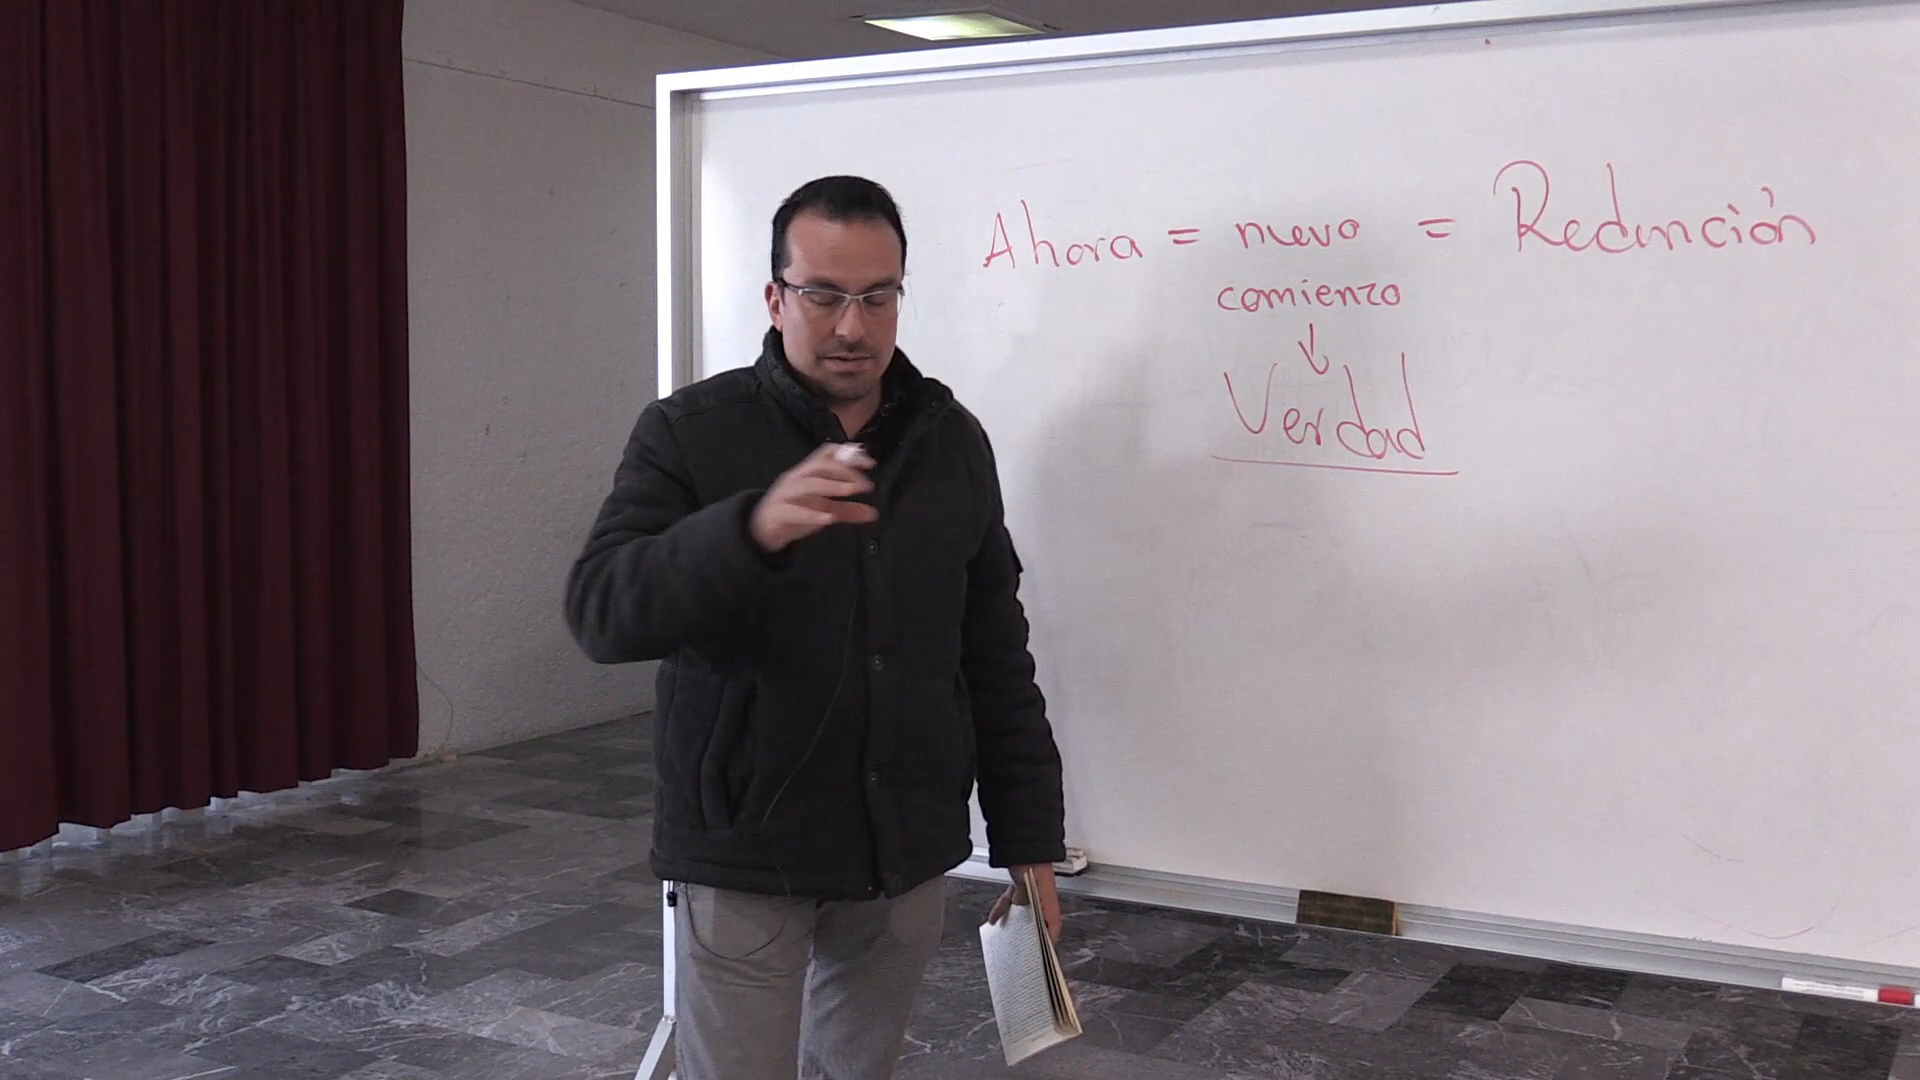 Ahora = nuevo = Redención
comienzo
↓
Verdad